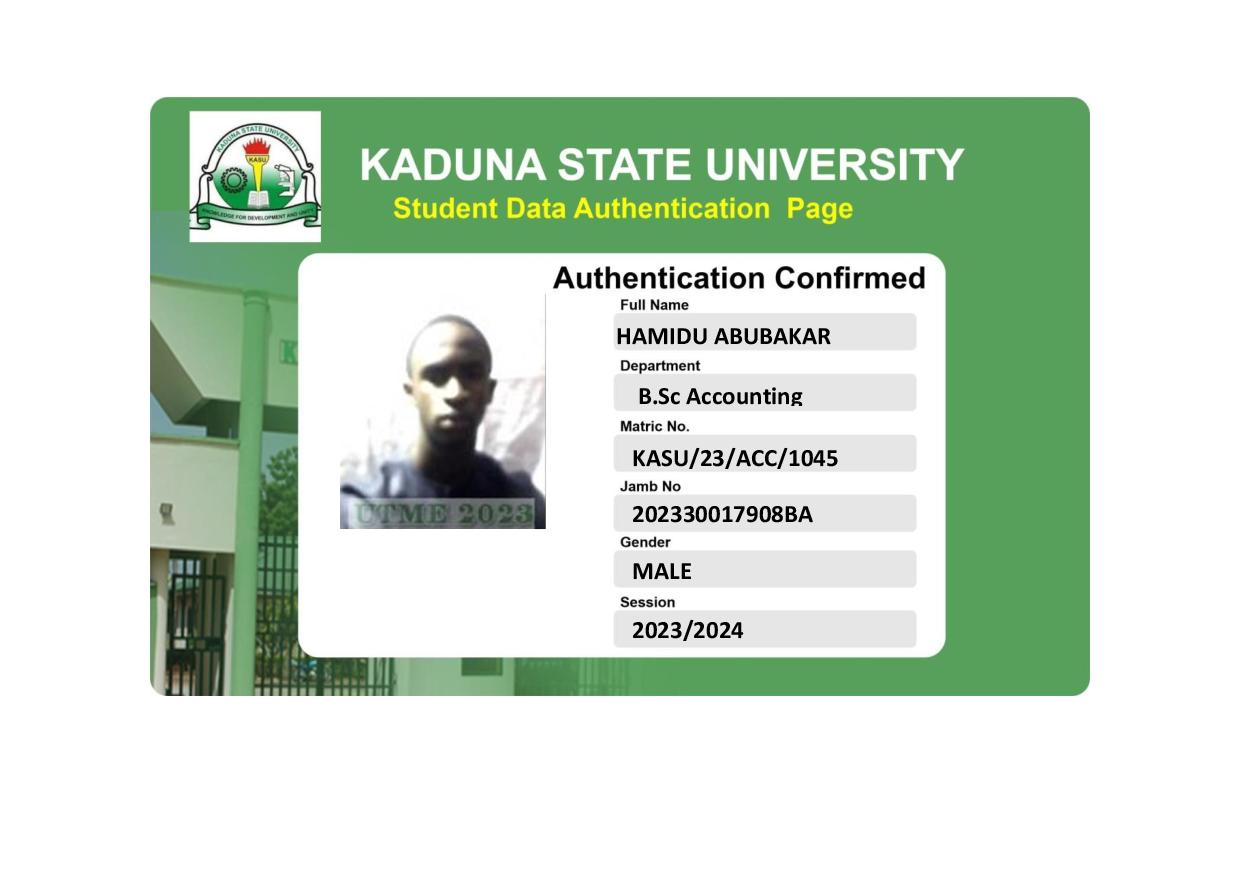 KADUNA STATE UNIVERSITY
KASU
KNOWLEDGE FOR DEVELOPMENT AND UNITY
KADUNA STATE UNIVERSITY
Student Data Authentication Page
Authentication Confirmed
Full Name
HAMIDU ABUBAKAR
Department
B.Sc Accounting
Matric No.
KASU/23/ACC/1045
Jamb No
202330017908BA
Gender
MALE
Session
2023/2024
UTME 2023
K